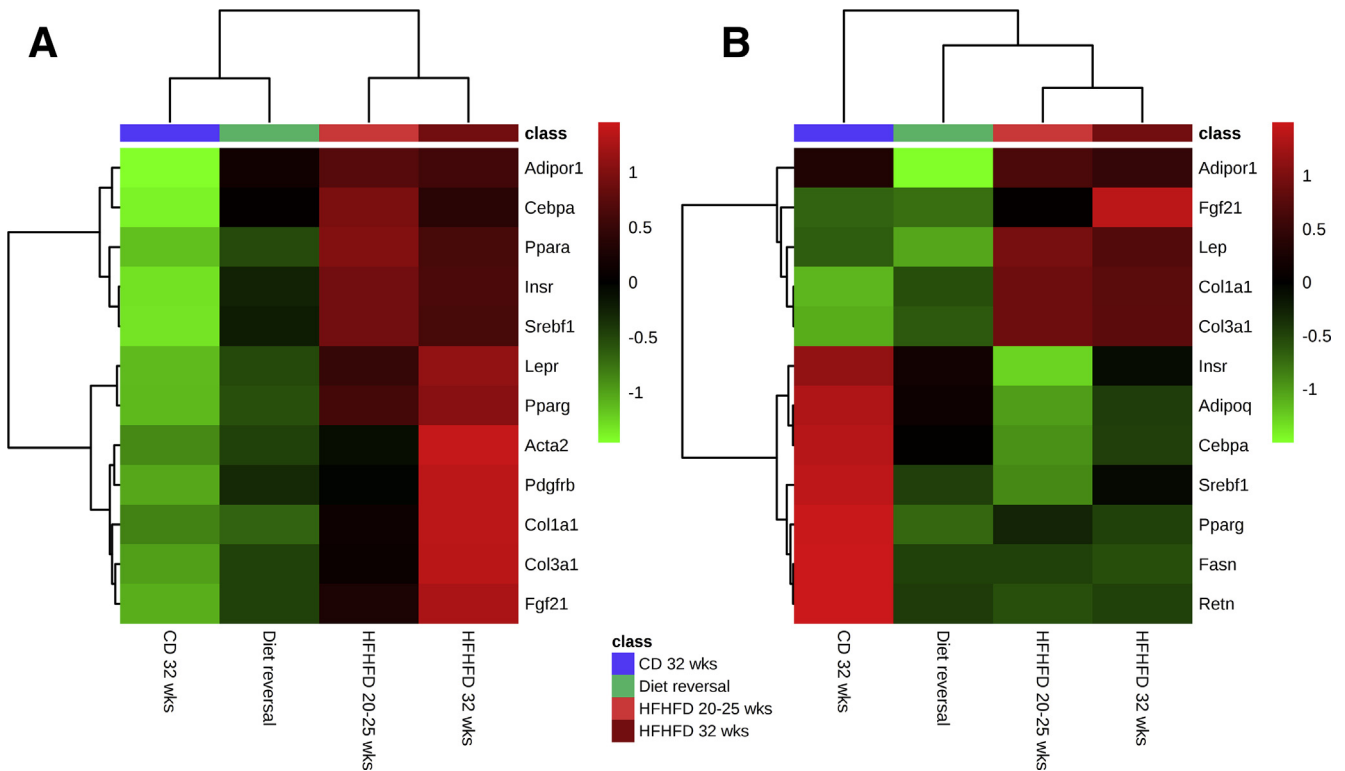 A
class
Adipor1
Cebpa
Ppara
Insr
Srebf1
Lepr
Pparg
Acta2
Pdgfrb
Col1a1
Col3a1
Fgf21
1
0.5
0
-0.5
-1
CD 32 wks
Diet reversal
HFHFD 20-25 wks
HFHFD 32 wks
class
CD 32 wks
Diet reversal
HFHFD 20-25 wks
HFHFD 32 wks
B
class
Adipor1
Fgf21
Lep
Col1a1
Col3a1
Insr
Adipoq
Cebpa
Srebf1
Pparg
Fasn
Retn
1
0.5
0
-0.5
-1
CD 32 wks
Diet reversal
HFHFD 20-25 wks
HFHFD 32 wks